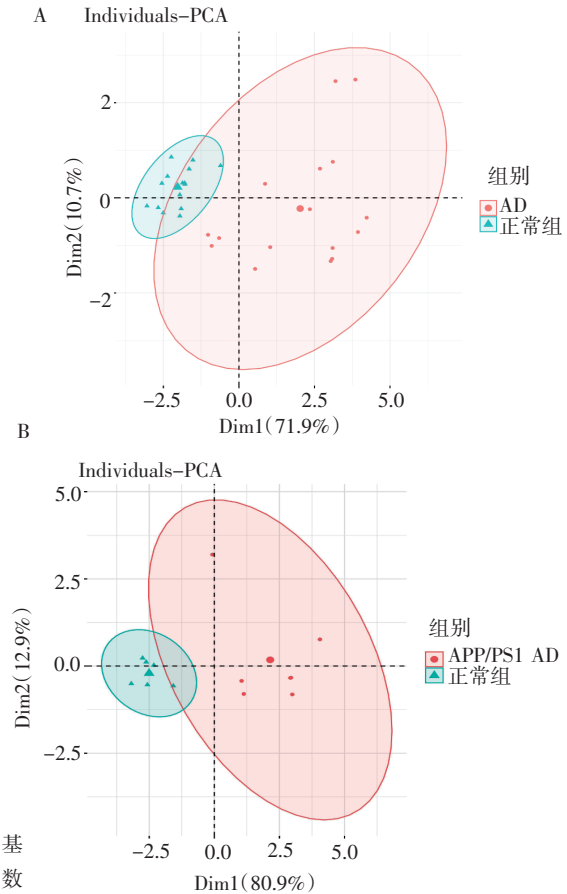 A Individuals-PCA
2
0
-2
Dim2(10.7%)
-2.5 0.0 2.5 5.0
Dim1(71.9%)
组别
AD
正常组
B
Individuals-PCA
5.0
2.5
0.0
-2.5
Dim2(12.9%)
-2.5 0.0 2.5 5.0
Dim1(80.9%)
组别
APP/PS1 AD
正常组
基
数